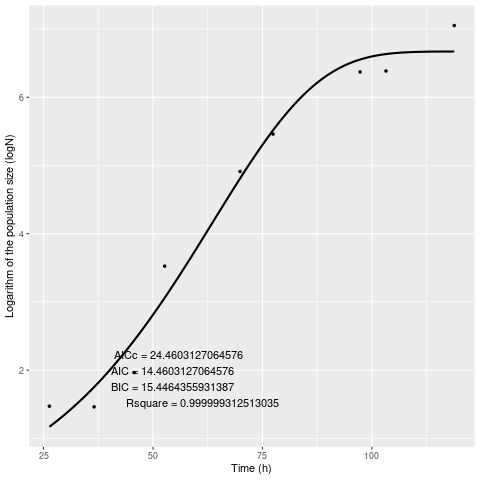 Logarithm of the population size (logN)
6
4
2
AICc = 24.4603127064576
AIC = 14.4603127064576
BIC = 15.4464355931387
Rsquare = 0.999999312513035
25
50
75
100
Time (h)